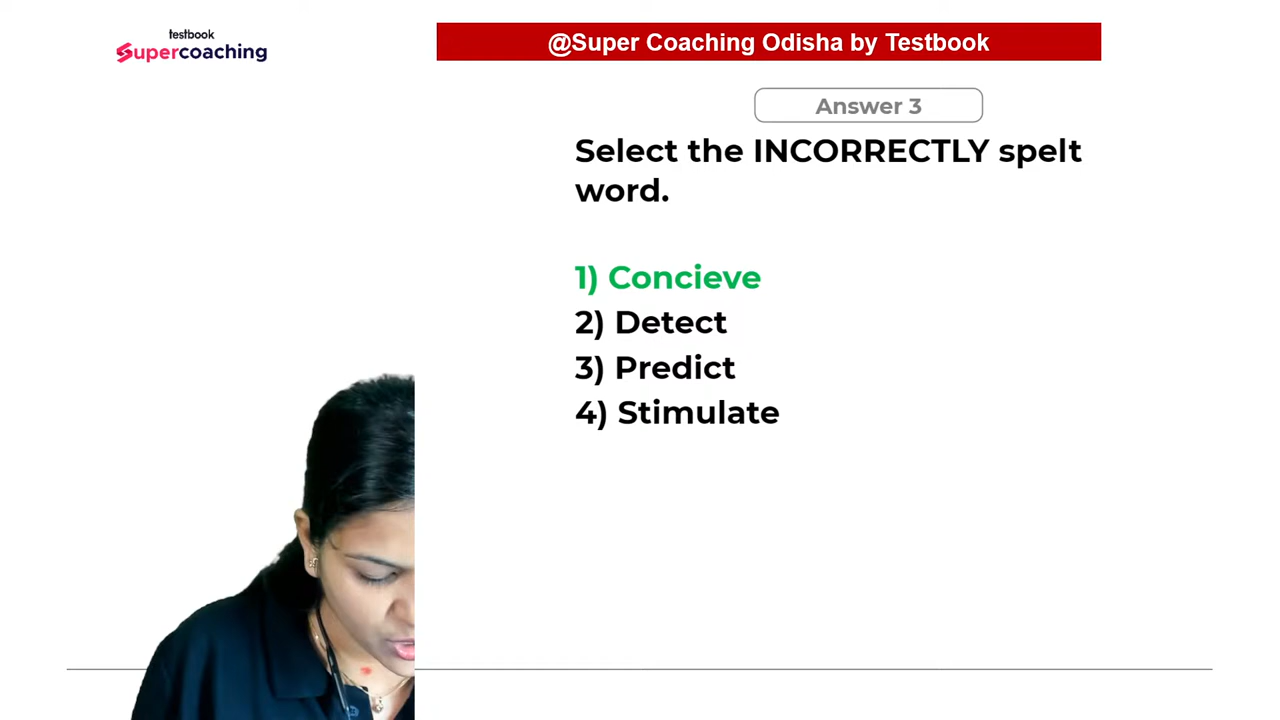 testbook
Supercoaching
@Super Coaching Odisha by Testbook
Answer 3
Select the INCORRECTLY spelt
word.
1) Concieve
2) Detect
3) Predict
4) Stimulate